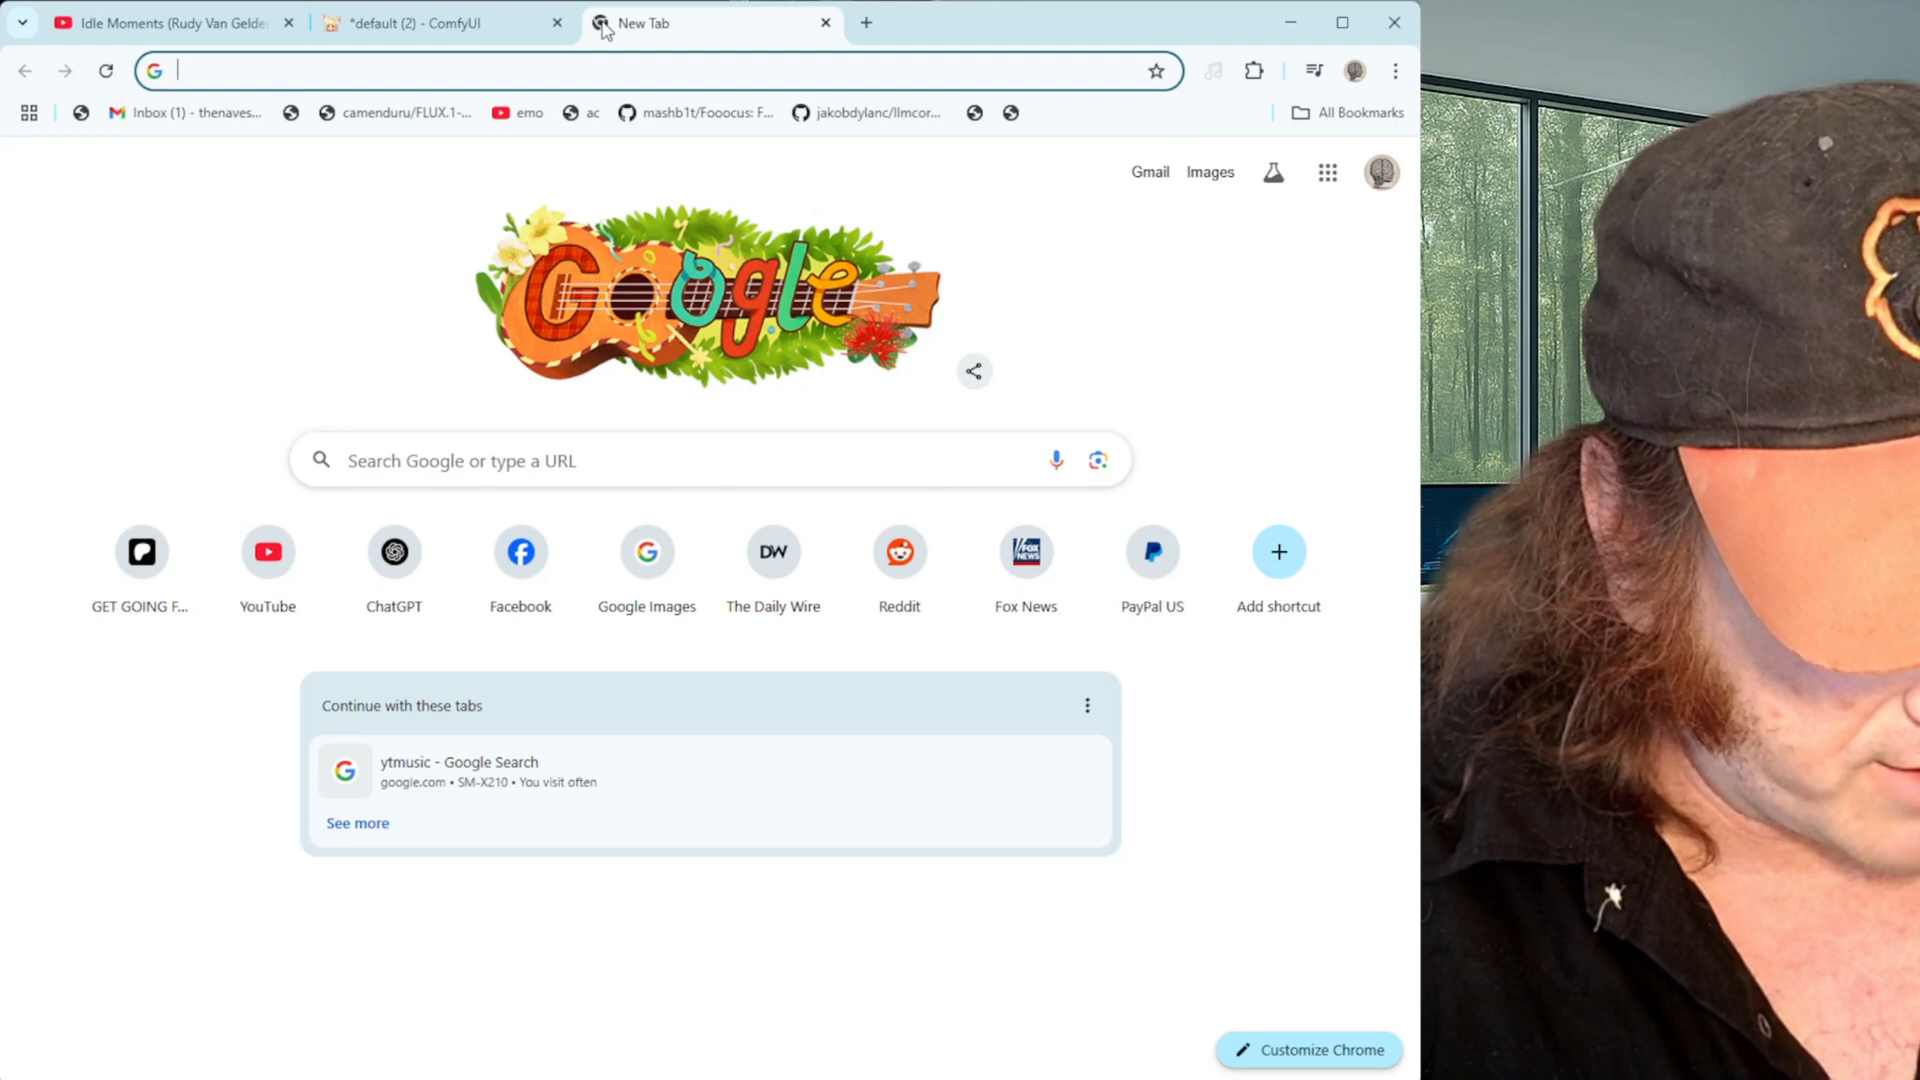 Idle Moments (Rudy Van Gelde
*default (2) - ComfyUI
New Tab
Inbox (1) - thenaves...
camenduru/FLUX.1-...
emo
ac
mashb1t/Fooocus: F...
jakobdylanc/llmcor...
All Bookmarks
Gmail Images
Google
Search Google or type a URL
GET GOING F...
YouTube
ChatGPT
Facebook
Google Images
DW
The Daily Wire
Reddit
FOX NEWS
Fox News
PayPal US
Add shortcut
Continue with these tabs
ytmusic - Google Search
google.com • SM-X210 • You visit often
See more
Customize Chrome